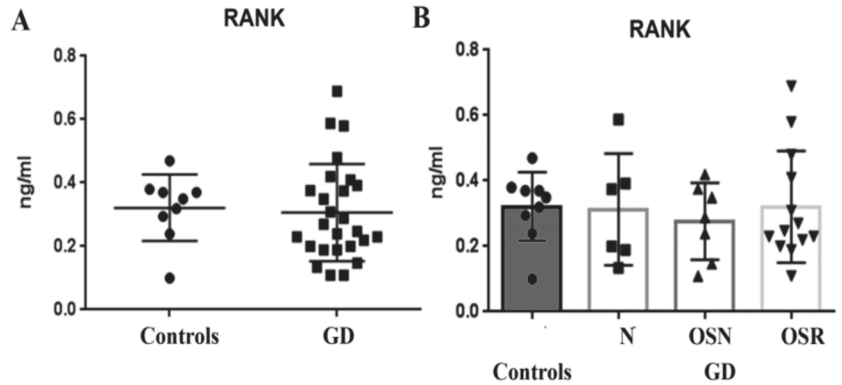 A
RANK
ng/ml
0.8
0.6
0.4
0.2
0.0
Controls GD
B
RANK
ng/ml
0.8
0.6
0.4
0.2
0.0
N OSN OSR
Controls GD